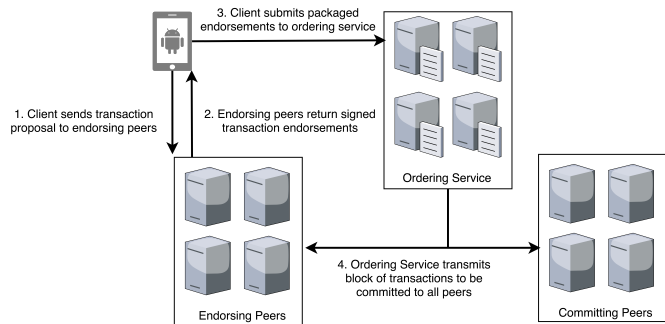 3. Client submits packaged
endorsements to ordering service
1. Client sends transaction
proposal to endorsing peers
2. Endorsing peers return signed
transaction endorsements
Ordering Service
4. Ordering Service transmits
block of transactions to be
committed to all peers
Endorsing Peers
Committing Peers